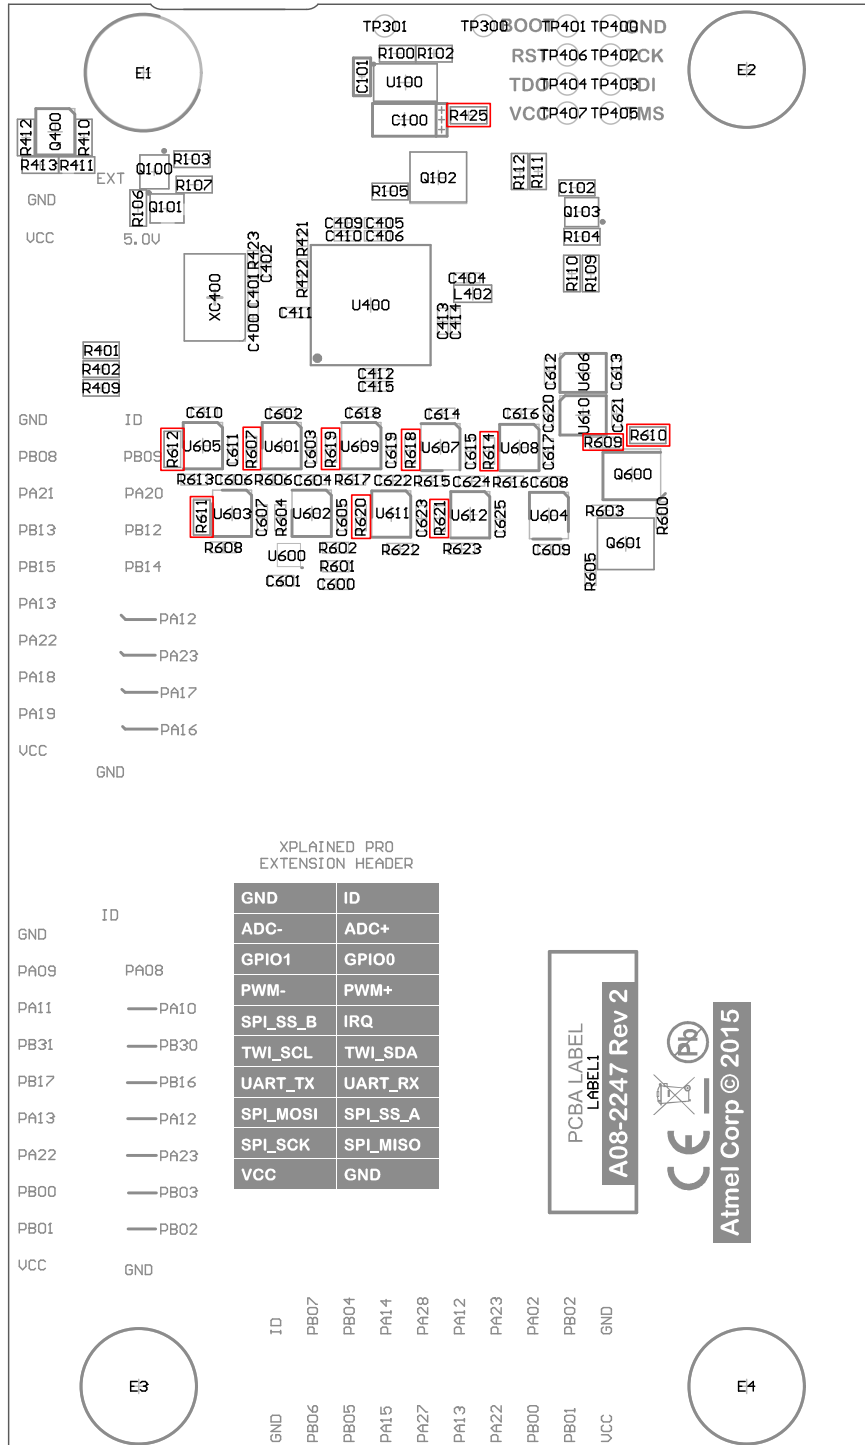 TP301
TP300
BOOT
TP401
TP400
GND
R100
R102
RST
TP406
TP402
CK
E1
E2
C101
U100
TDO
TP404
TP403
DI
C100
R425
VCC
TP407
TP405
MS
R412
Q400
R410
R413
R411
EXT
Q100
R103
R107
R106
Q101
R105
Q102
R112
R111
C102
Q103
R104
GND
VCC
5.0V
C409
C405
C410
C406
R421
R422
R423
C402
XC400
C401
C400
C411
U400
C404
L402
C413
C414
R110
R109
C412
C415
R401
R402
R409
C612
U606
C613
C620
U610
C621
R609
R610
GND
ID
C610
C602
C618
C614
C616
R612
U605
C611
R607
U601
C603
R619
U609
C619
R618
U607
C615
R614
U608
C617
PB08
PB09
R613
C606
R606
C604
R617
C622
R615
C624
R616
C608
Q600
R603
R600
PA21
PA20
R611
U603
C607
R604
U602
C605
R620
U611
C623
R621
U612
C625
U604
PB13
PB12
R608
R602
R622
R623
C609
Q601
R605
PB15
PB14
U600
R601
C601
C600
PA13
PA12
PA22
PA23
PA18
PA17
PA19
PA16
VCC
GND
XPLAINED PRO
EXTENSION HEADER
GND ID
ADC- ADC+
GPIO1 GPIO0
PWM- PWM+
SPI_SS_B IRQ
TWI_SCL TWI_SDA
UART_TX UART_RX
SPI_MOSI SPI_SS_A
SPI_SCK SPI_MISO
VCC GND
ID
GND
PA09
PA08
PA11
PA10
PB31
PB30
PB17
PB16
PA13
PA12
PA22
PA23
PB00
PB03
PB01
PB02
VCC
GND
PCBA LABEL
LABEL1
A08-2247 Rev 2
Pb
CE
Atmel Corp © 2015
ID PB07 PB04 PA14 PA28 PA12 PA23 PA02 PB02 GND
E3
E4
GND PB06 PB05 PA15 PA27 PA13 PA22 PB00 PB01 VCC